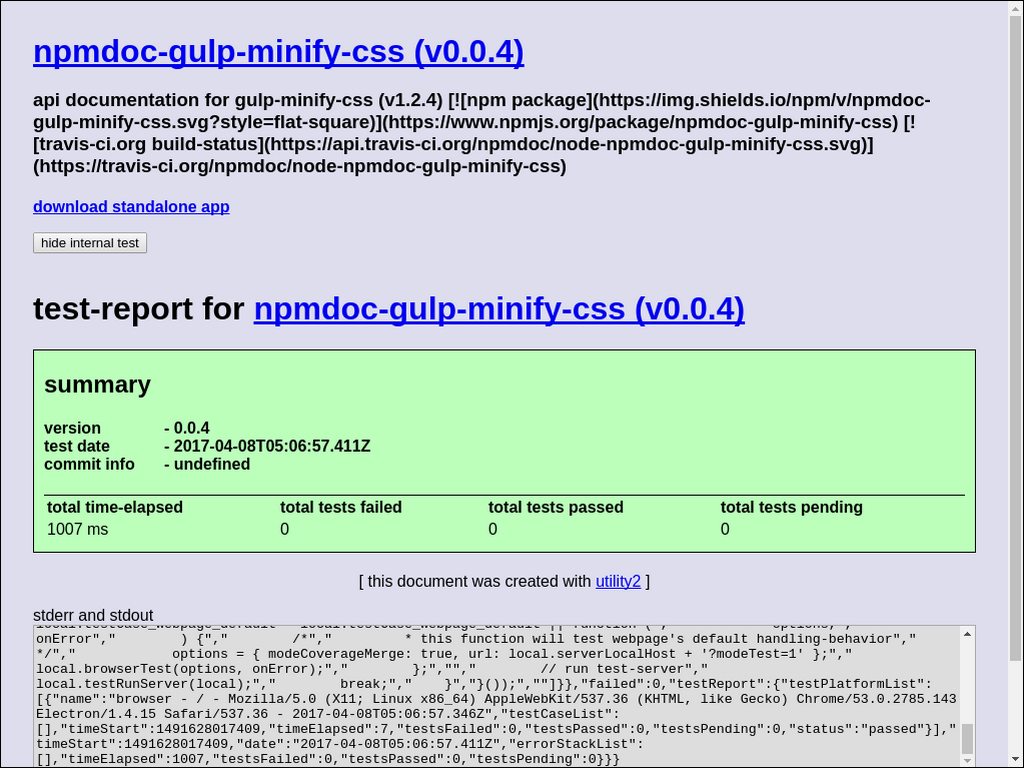 npmdoc-gulp-minify-css (v0.0.4)
api documentation for gulp-minify-css (v1.2.4) [![npm package](https://img.shields.io/npm/v/npmdoc-
gulp-minify-css.svg?style=flat-square)](https://www.npmjs.org/package/npmdoc-gulp-minify-css) [!
[travis-ci.org build-status](https://api.travis-ci.org/npmdoc/node-npmdoc-gulp-minify-css.svg)]
(https://travis-ci.org/npmdoc/node-npmdoc-gulp-minify-css)
download standalone app
hide internal test
test-report for npmdoc-gulp-minify-css (v0.0.4)
summary
version - 0.0.4
test date - 2017-04-08T05:06:57.411Z
commit info - undefined
total time-elapsed total tests failed total tests passed total tests pending
1007 ms 0 0 0
[ this document was created with utility2 ]
stderr and stdout
onError","        ) {","        /*","         * this function will test webpage's default handling-behavior","
*/","            options = { modeCoverageMerge: true, url: local.serverLocalHost + '?modeTest=1' };","
local.browserTest(options, onError);","        };","","        // run test-server","
local.testRunServer(local);","        break;","    }","}());",""]}},"failed":0,"testReport":{"testPlatformList":
[{"name":"browser - / - Mozilla/5.0 (X11; Linux x86_64) AppleWebKit/537.36 (KHTML, like Gecko) Chrome/53.0.2785.143
Electron/1.4.15 Safari/537.36 - 2017-04-08T05:06:57.346Z","testCaseList":
[],"timeStart":1491628017409,"timeElapsed":7,"testsFailed":0,"testsPassed":0,"testsPending":0,"status":"passed"}],"
timeStart":1491628017409,"date":"2017-04-08T05:06:57.411Z","errorStackList":
[],"timeElapsed":1007,"testsFailed":0,"testsPassed":0,"testsPending":0}}}